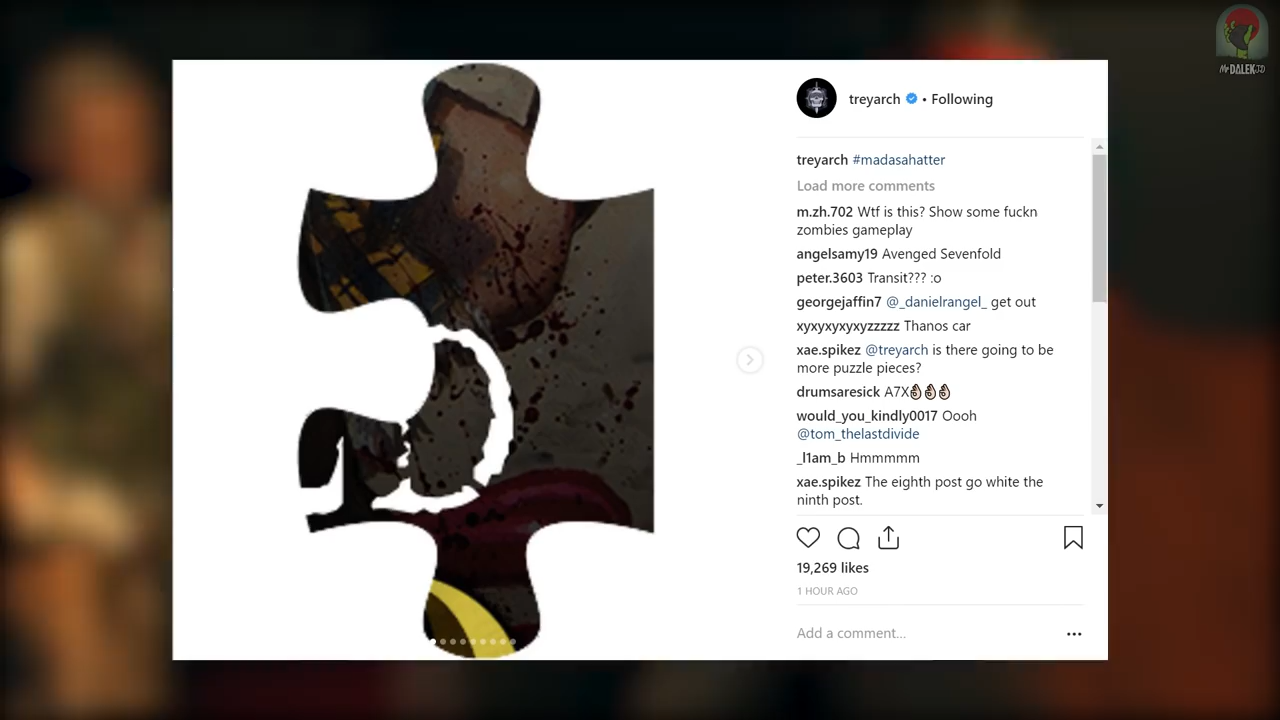 MrDALEKJD
treyarch • Following
treyarch #madasahatter
Load more comments
m.zh.702 Wtf is this? Show some fuckn
zombies gameplay
angelsamy19 Avenged Sevenfold
peter.3603 Transit??? :o
georgejaffin7 @_danielrangel_ get out
xyxyxyxyxyzzzzz Thanos car
xae.spikez @treyarch is there going to be
more puzzle pieces?
drumsaresick A7X👌🏻👌🏻👌🏻
would_you_kindly0017 Oooh
@tom_thelastdivide
_l1am_b Hmmmmm
xae.spikez The eighth post go white the
ninth post.
19,269 likes
1 HOUR AGO
Add a comment...